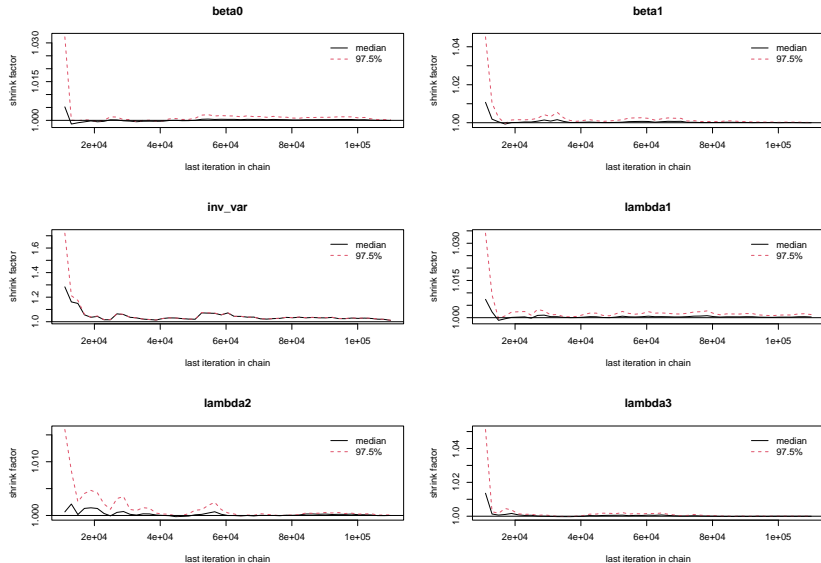 beta0
shrink factor
1.000 1.015 1.030
median
97.5%
2e+04 4e+04 6e+04 8e+04 1e+05
last iteration in chain
beta1
shrink factor
1.00 1.02 1.04
median
97.5%
2e+04 4e+04 6e+04 8e+04 1e+05
last iteration in chain
inv_var
shrink factor
1.0 1.2 1.4 1.6
median
97.5%
2e+04 4e+04 6e+04 8e+04 1e+05
last iteration in chain
lambda1
shrink factor
1.000 1.015 1.030
median
97.5%
2e+04 4e+04 6e+04 8e+04 1e+05
last iteration in chain
lambda2
shrink factor
1.000 1.010
median
97.5%
2e+04 4e+04 6e+04 8e+04 1e+05
last iteration in chain
lambda3
shrink factor
1.00 1.02 1.04
median
97.5%
2e+04 4e+04 6e+04 8e+04 1e+05
last iteration in chain